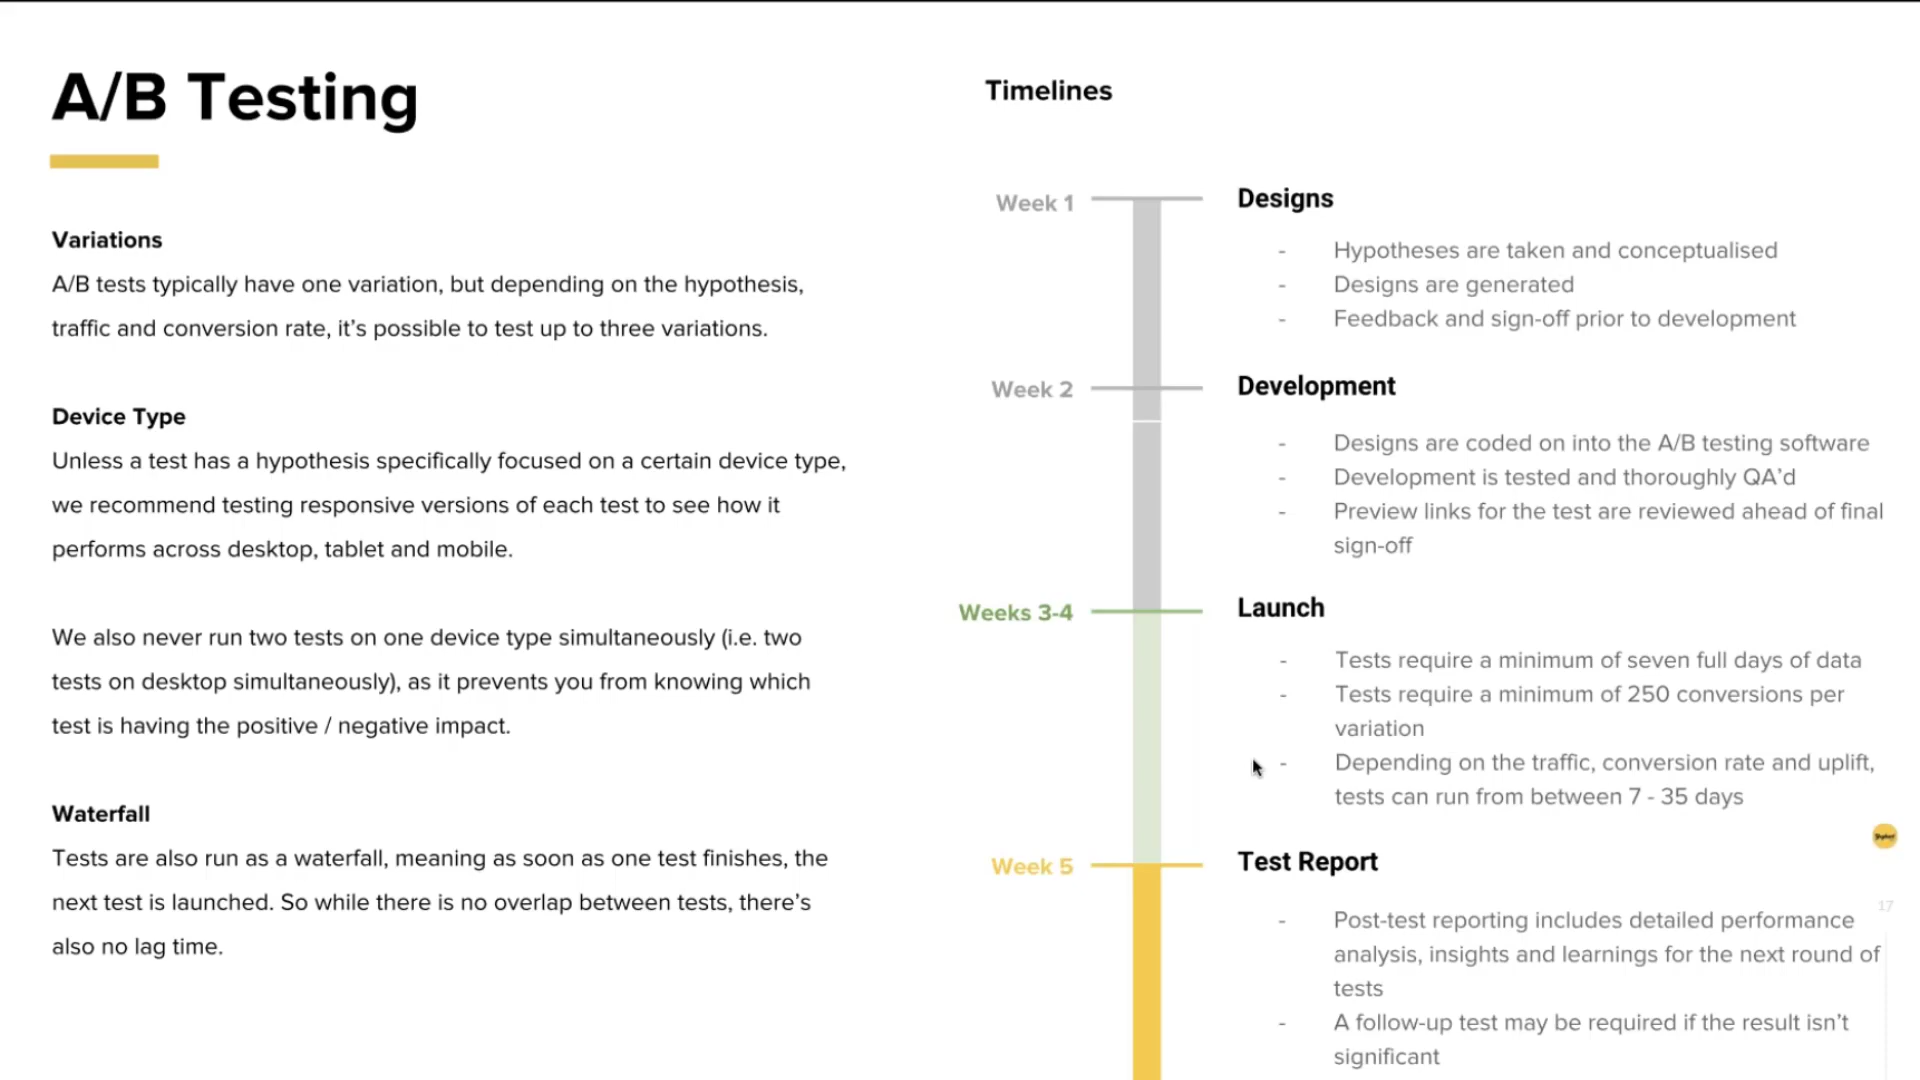 A/B Testing
Variations
A/B tests typically have one variation, but depending on the hypothesis,
traffic and conversion rate, it's possible to test up to three variations.
Device Type
Unless a test has a hypothesis specifically focused on a certain device type,
we recommend testing responsive versions of each test to see how it
performs across desktop, tablet and mobile.
We also never run two tests on one device type simultaneously (i.e. two
tests on desktop simultaneously), as it prevents you from knowing which
test is having the positive / negative impact.
Waterfall
Tests are also run as a waterfall, meaning as soon as one test finishes, the
next test is launched. So while there is no overlap between tests, there's
also no lag time.
Timelines
Week 1
Designs
- Hypotheses are taken and conceptualised
- Designs are generated
- Feedback and sign-off prior to development
Week 2
Development
- Designs are coded on into the A/B testing software
- Development is tested and thoroughly QA'd
- Preview links for the test are reviewed ahead of final
sign-off
Weeks 3-4
Launch
- Tests require a minimum of seven full days of data
- Tests require a minimum of 250 conversions per
variation
- Depending on the traffic, conversion rate and uplift,
tests can run from between 7 - 35 days
Week 5
Test Report
- Post-test reporting includes detailed performance
analysis, insights and learnings for the next round of
tests
- A follow-up test may be required if the result isn't
significant
17